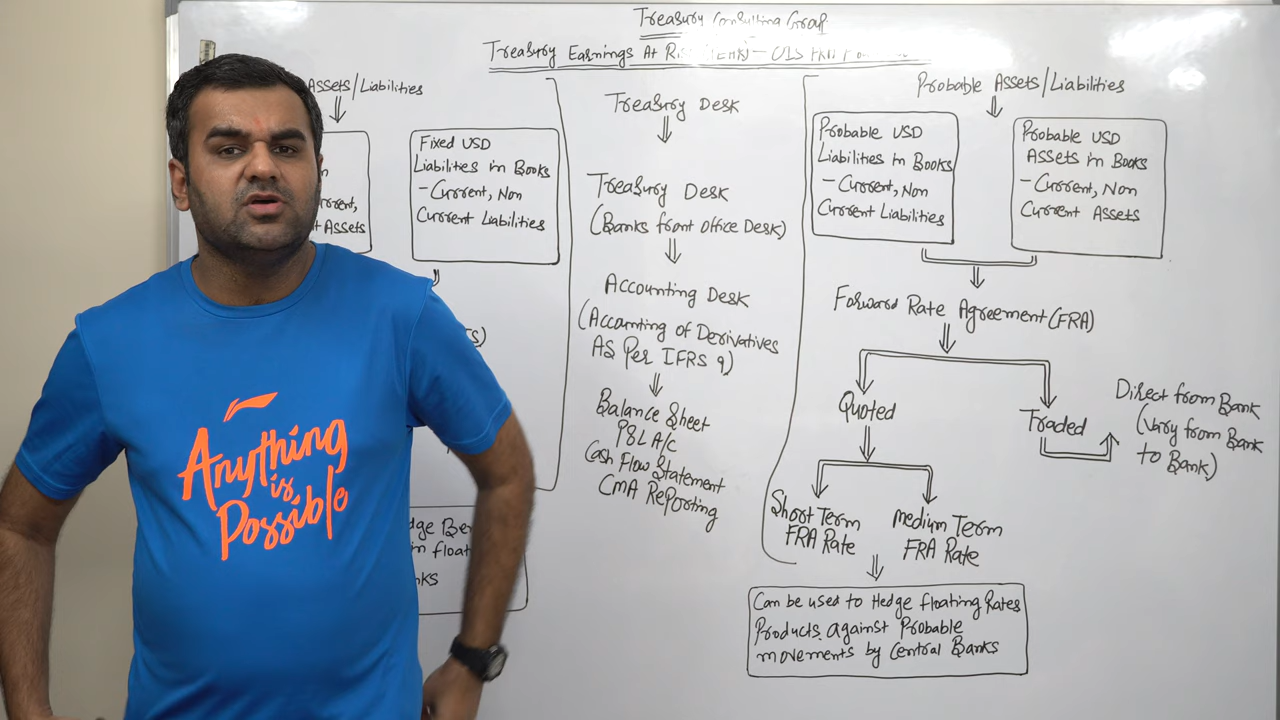 Treasury Consulting Group
Treasury Earnings At
Assets/Liabilities
t Assets
Fixed USD
Liabilities in Books
- Current, Non
Current Liabilities
Floating
Anything
is
Possible
Treasury Desk
Treasury Desk
(Banks front office Desk)
Accounting Desk
(Accounting of Derivatives
As Per IFRS 9)
Balance Sheet
P&L A/C
Cash Flow Statement
CMA Reporting
Probable Assets/Liabilities
Probable USD
Liabilities in Books
- Current, Non
Current Liabilities
Probable USD
Assets in Books
- Current, Non
Current Assets
Forward Rate Agreement (FRA)
Quoted
Traded
Direct from Bank
(Vary from Bank
to Bank)
Short Term
FRA Rate
Medium Term
FRA Rate
Can be used to Hedge floating Rates
Products Against Probable
movements by Central Banks